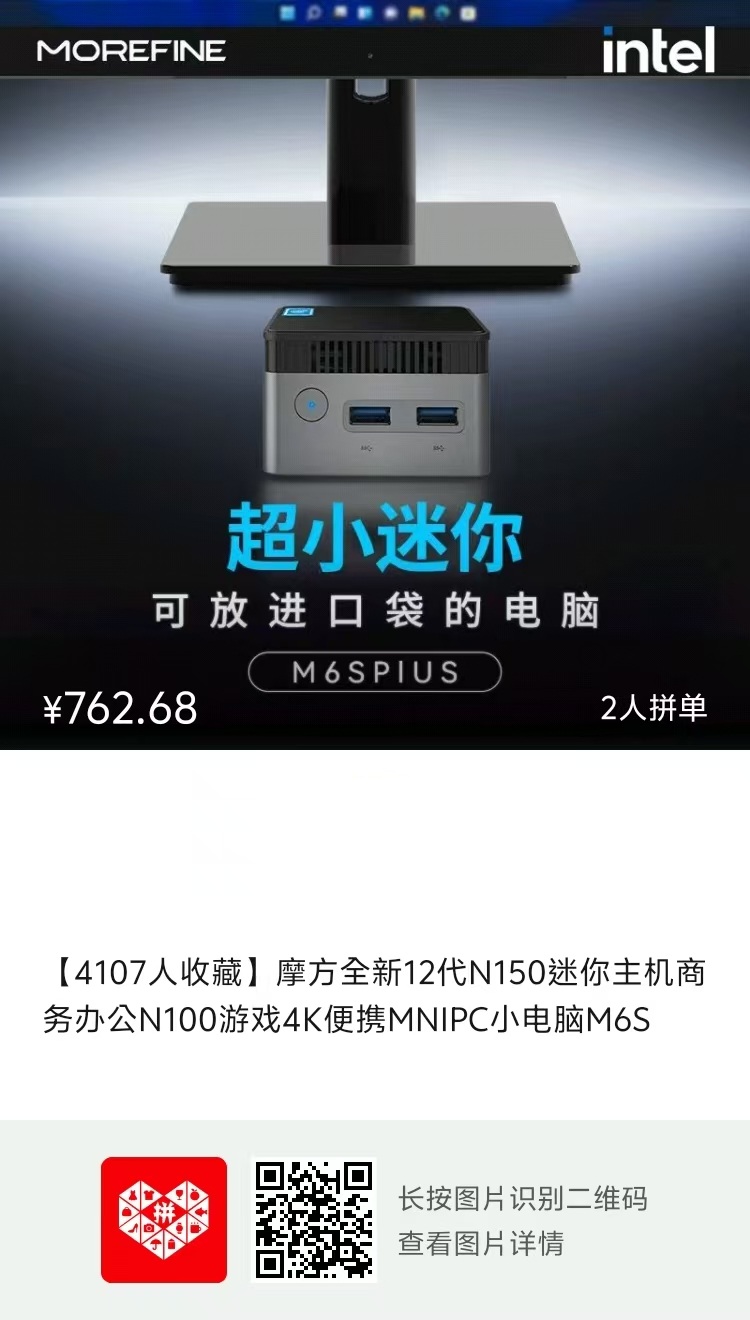 MOREFINE
intel
超小迷你
可放进口袋的电脑
M6SPIUS
¥762.68
2人拼单
【4107人收藏】摩方全新12代N150迷你主机商
务办公N100游戏4K便携MNIPC小电脑M6S
拼
长按图片识别二维码
查看图片详情